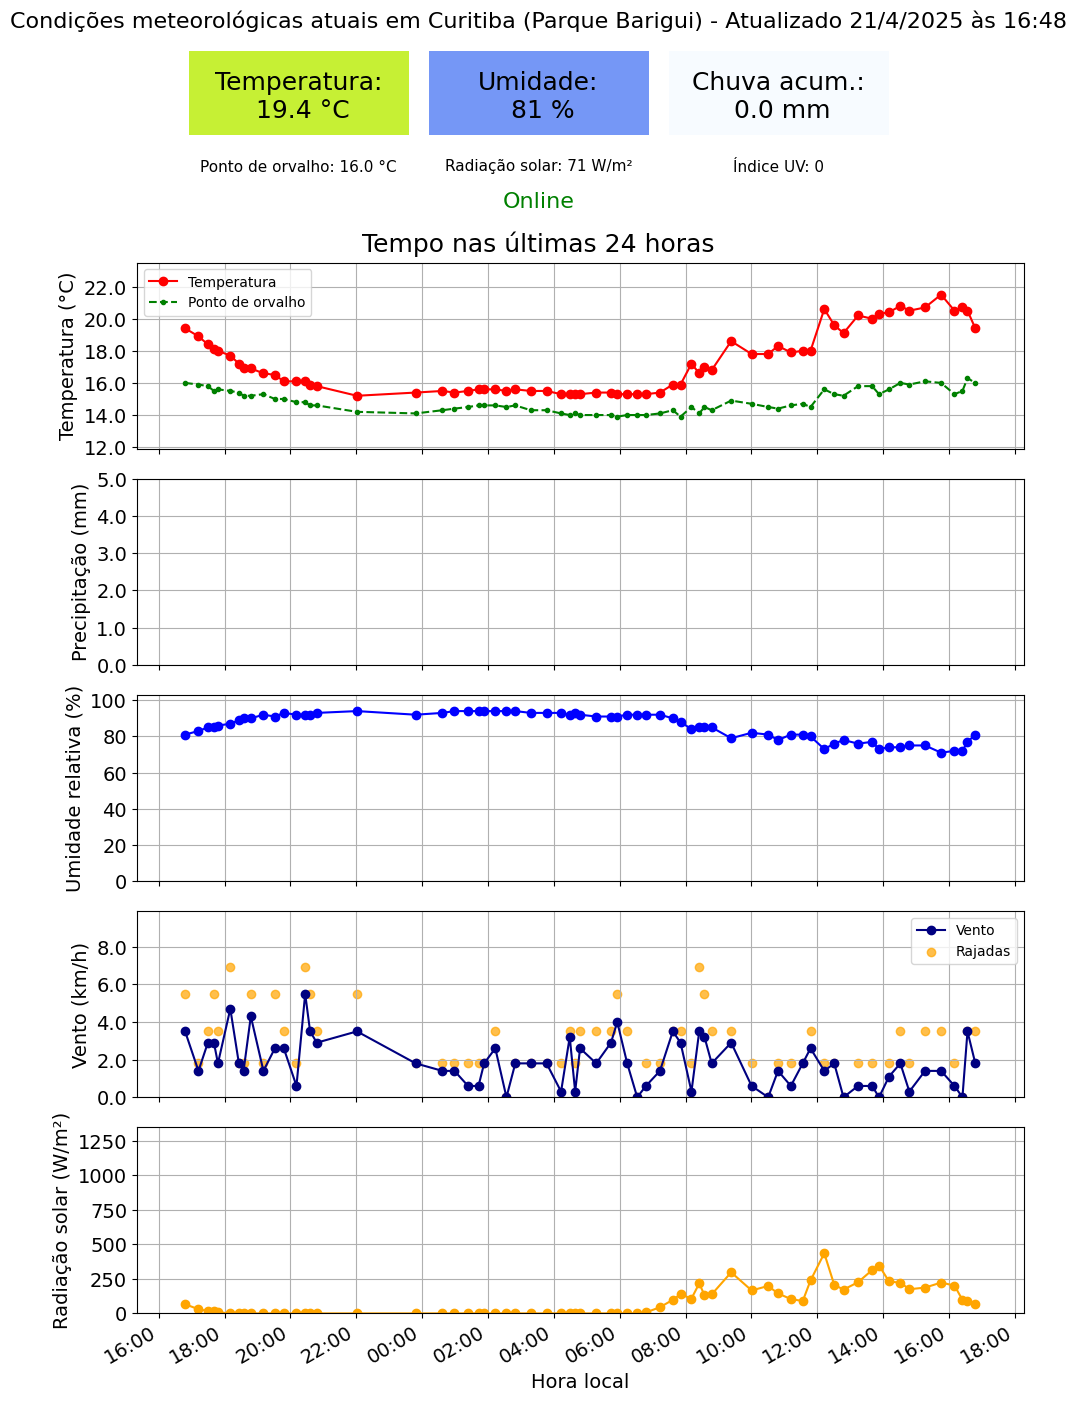 Condições meteorológicas atuais em Curitiba (Parque Barigui) - Atualizado 21/4/2025 às 16:48
Temperatura:
19.4 °C
Umidade:
81 %
Chuva acum.:
0.0 mm
Ponto de orvalho: 16.0 °C
Radiação solar: 71 W/m²
Índice UV: 0
Online
Tempo nas últimas 24 horas
Temperatura (°C)
22.0
20.0
18.0
16.0
14.0
12.0
Temperatura
Ponto de orvalho
Precipitação (mm)
5.0
4.0
3.0
2.0
1.0
0.0
Umidade relativa (%)
100
80
60
40
20
0
Vento (km/h)
8.0
6.0
4.0
2.0
0.0
Vento
Rajadas
Radiação solar (W/m²)
1250
1000
750
500
250
0
16:00
18:00
20:00
22:00
00:00
02:00
04:00
06:00
08:00
10:00
12:00
14:00
16:00
18:00
Hora local